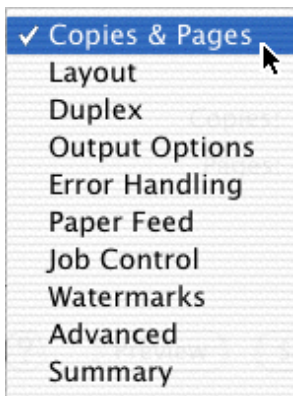 ✓ Copies & Pages
Layout
Duplex
Output Options
Error Handling
Paper Feed
Job Control
Watermarks
Advanced
Summary